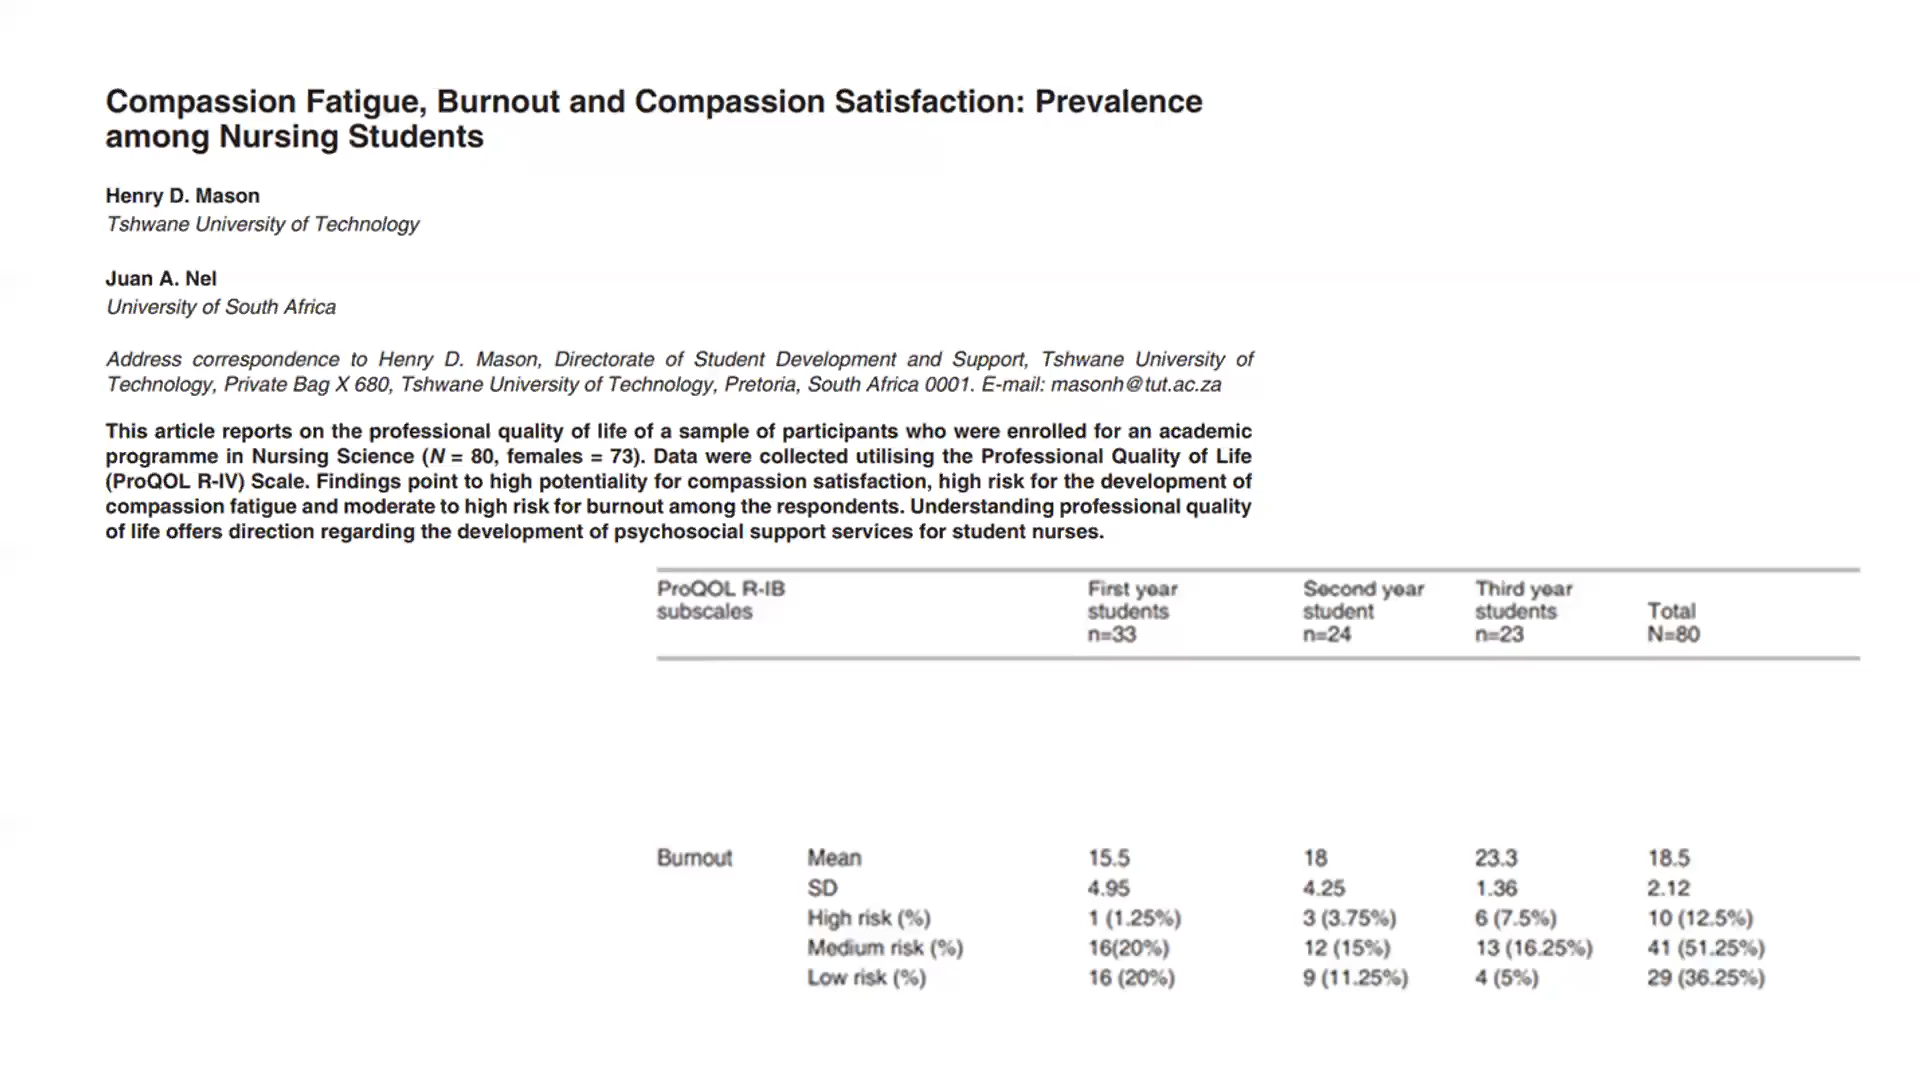 Compassion Fatigue, Burnout and Compassion Satisfaction: Prevalence
among Nursing Students
Henry D. Mason
Tshwane University of Technology
Juan A. Nel
University of South Africa
Address correspondence to Henry D. Mason, Directorate of Student Development and Support, Tshwane University of
Technology, Private Bag X 680, Tshwane University of Technology, Pretoria, South Africa 0001. E-mail: masonh@tut.ac.za
This article reports on the professional quality of life of a sample of participants who were enrolled for an academic
programme in Nursing Science (N = 80, females = 73). Data were collected utilising the Professional Quality of Life
(ProQOL R-IV) Scale. Findings point to high potentiality for compassion satisfaction, high risk for the development of
compassion fatigue and moderate to high risk for burnout among the respondents. Understanding professional quality
of life offers direction regarding the development of psychosocial support services for student nurses.
ProQOL R-IB First year Second year Third year
subscales students student students Total
n=33 n=24 n=23 N=80
Burnout Mean 15.5 18 23.3 18.5
SD 4.95 4.25 1.36 2.12
High risk (%) 1 (1.25%) 3 (3.75%) 6 (7.5%) 10 (12.5%)
Medium risk (%) 16(20%) 12 (15%) 13 (16.25%) 41 (51.25%)
Low risk (%) 16 (20%) 9 (11.25%) 4 (5%) 29 (36.25%)